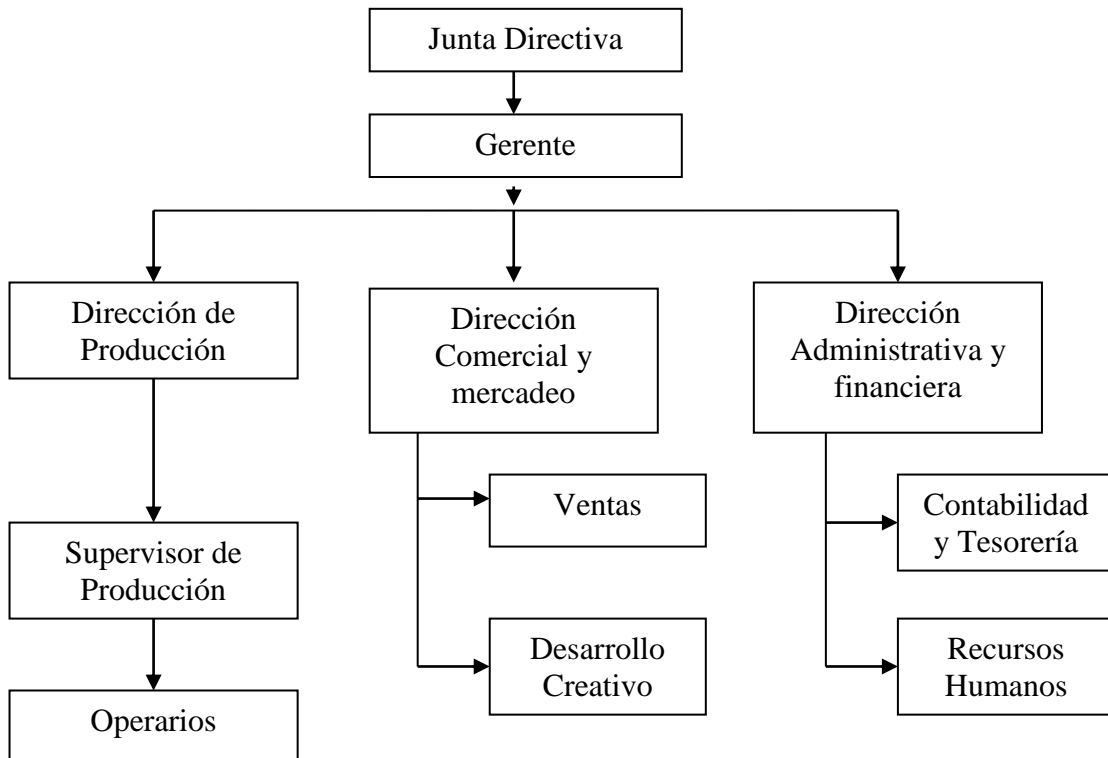 Junta Directiva
Gerente
Dirección de
Producción
Dirección
Comercial y
mercadeo
Dirección
Administrativa y
financiera
Ventas
Contabilidad
y Tesorería
Supervisor de
Producción
Desarrollo
Creativo
Recursos
Humanos
Operarios